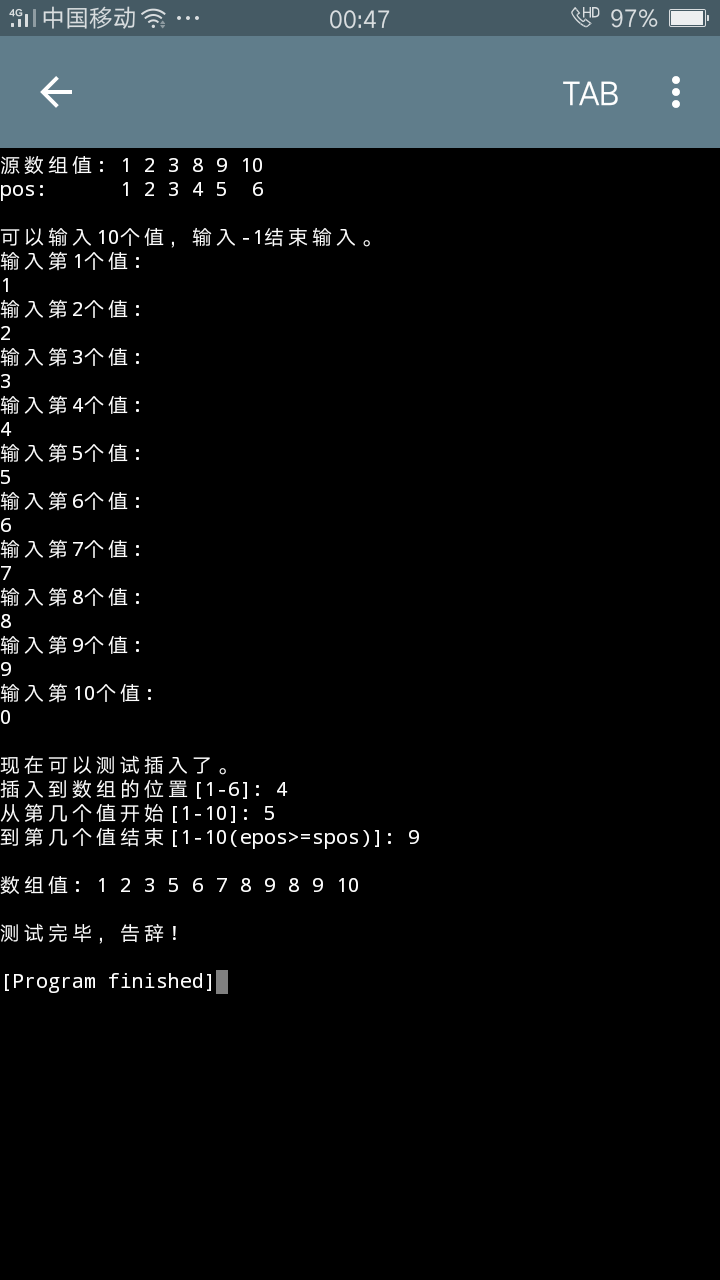 4G 中国移动 ··· 00:47 HD 97%
TAB
源数组值: 1 2 3 8 9 10
pos: 1 2 3 4 5 6
可以输入10个值, 输入-1结束输入。
输入第1个值:
1
输入第2个值:
2
输入第3个值:
3
输入第4个值:
4
输入第5个值:
5
输入第6个值:
6
输入第7个值:
7
输入第8个值:
8
输入第9个值:
9
输入第10个值:
0
现在可以测试插入了。
插入到数组的位置[1-6]: 4
从第几个值开始[1-10]: 5
到第几个值结束[1-10(epos>=spos)]: 9
数组值: 1 2 3 5 6 7 8 9 8 9 10
测试完毕, 告辞!
[Program finished]